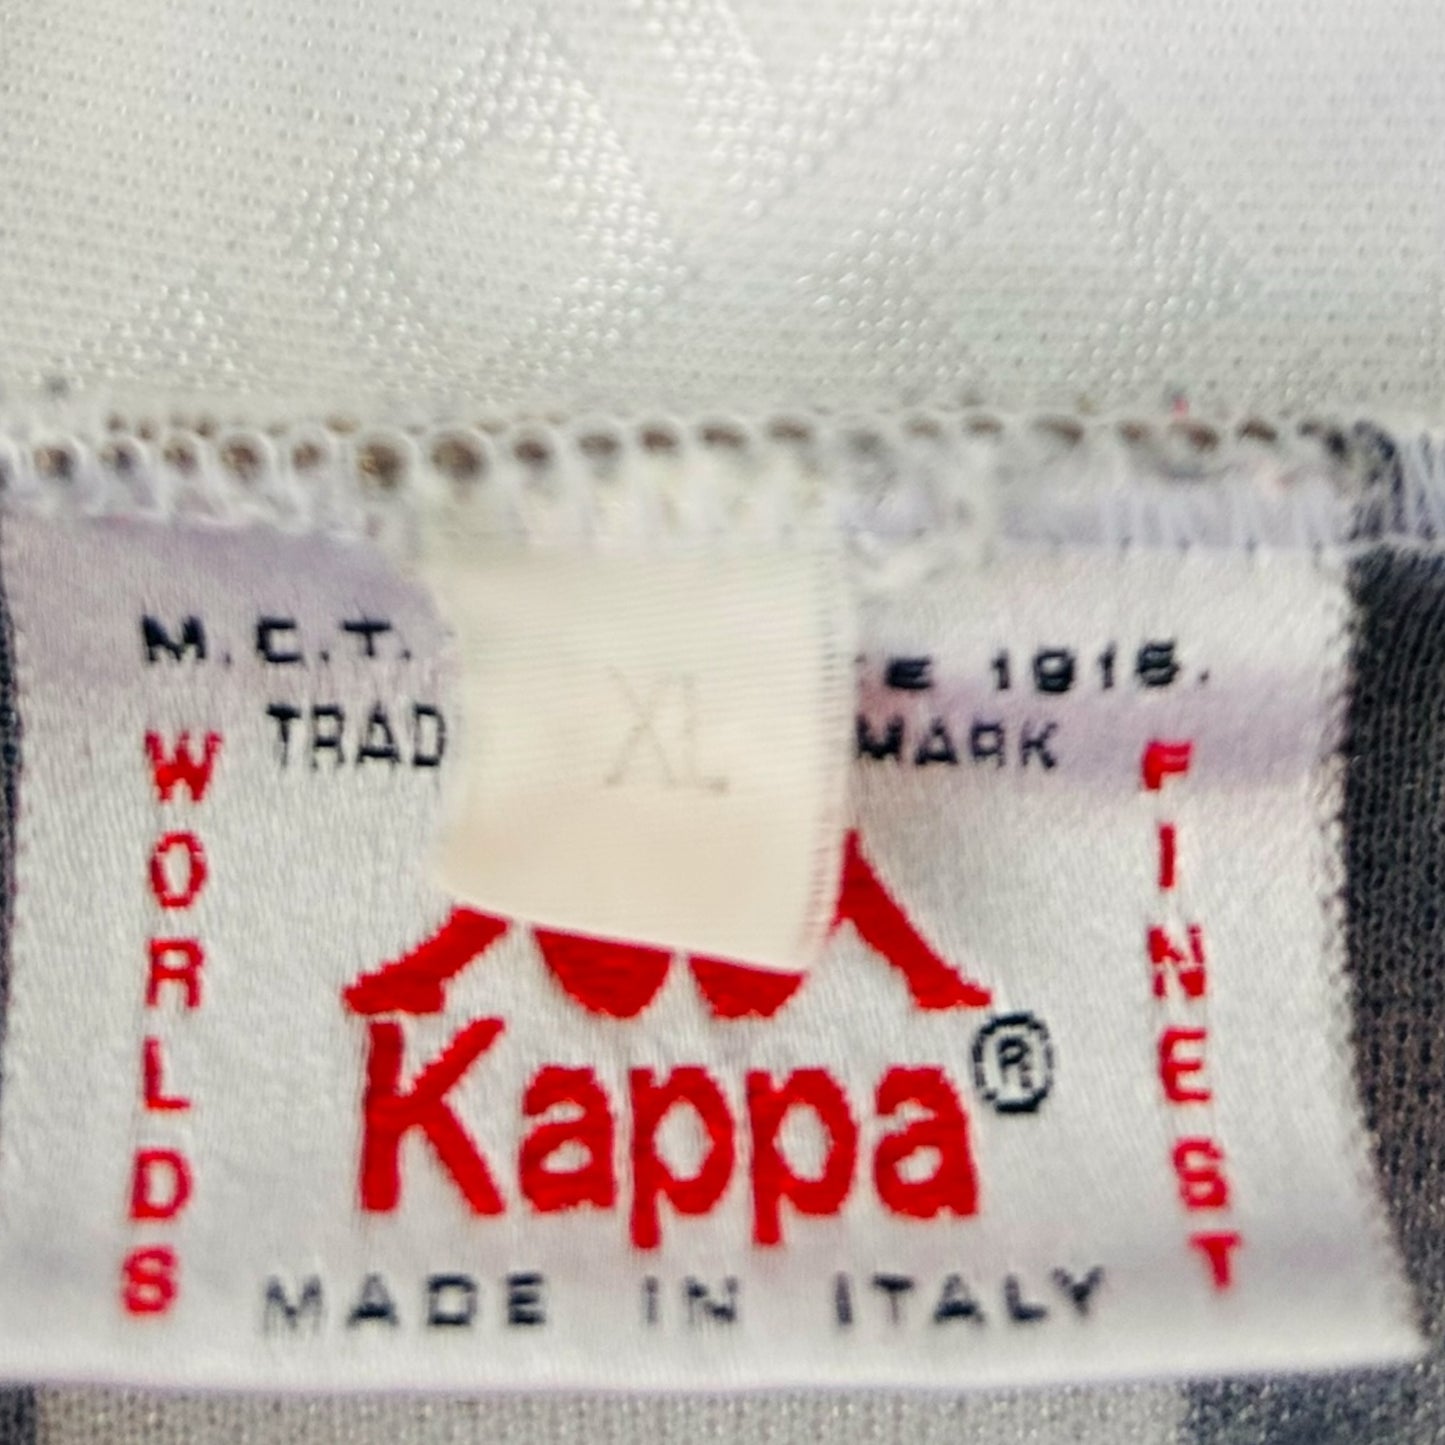 M.C.T. E 1916.
TRAD MARK
XL
WORLDS
FINEST
Kappa®
MADE IN ITALY